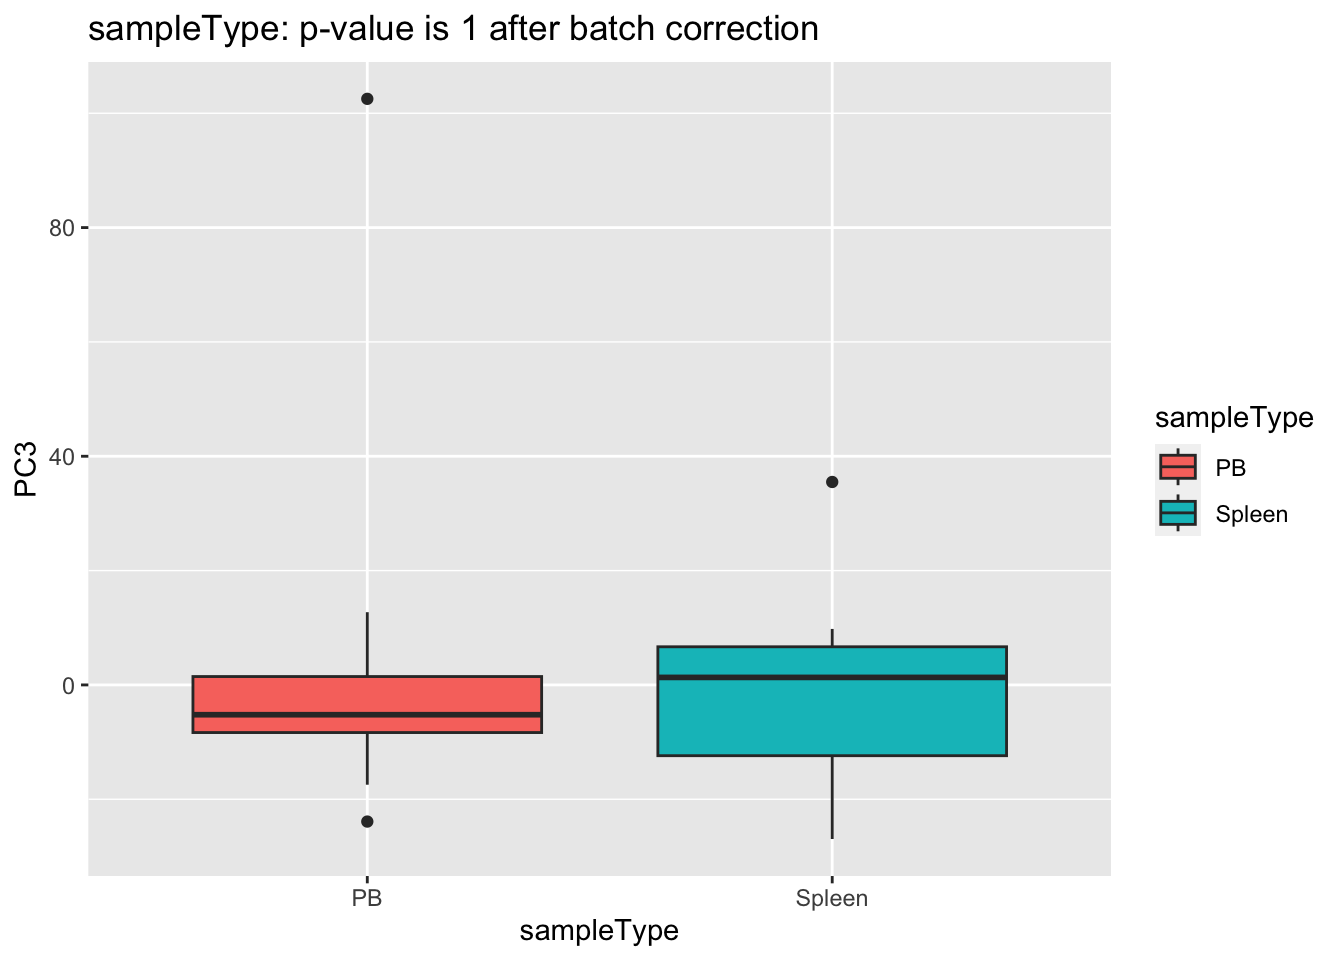 sampleType: p-value is 1 after batch correction
80
40
0
PC3
PB
Spleen
sampleType
sampleType
PB
Spleen